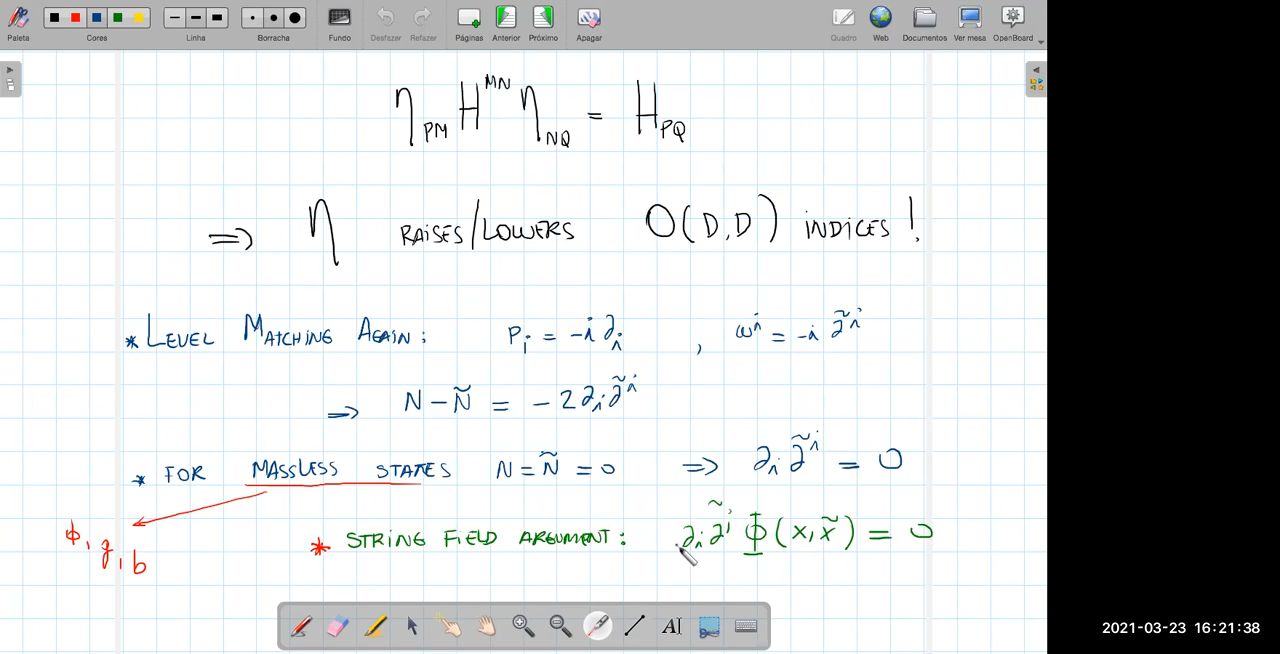 Paleta Cores Linha Borracha Fundo Desfazer Refazer Páginas Anterior Próximo Apagar Quadro Web Documentos Ver mesa OpenBoard
η_PM H^MN η_NQ = H_PQ
⇒ η RAISES/LOWERS O(D,D) INDICES!
* LEVEL MATCHING AGAIN: p_i = -i ∂_i , ω^i = -i ∂̃^i
⇒ N - Ñ = -2 ∂_i ∂̃^i
* FOR MASSLESS STATES N = Ñ = 0 ⇒ ∂_i ∂̃^i = 0
ϕ, g, b
* STRING FIELD ARGUMENT: ∂_i ∂̃^i Φ(x, x̃) = 0
AI
2021-03-23 16:21:38